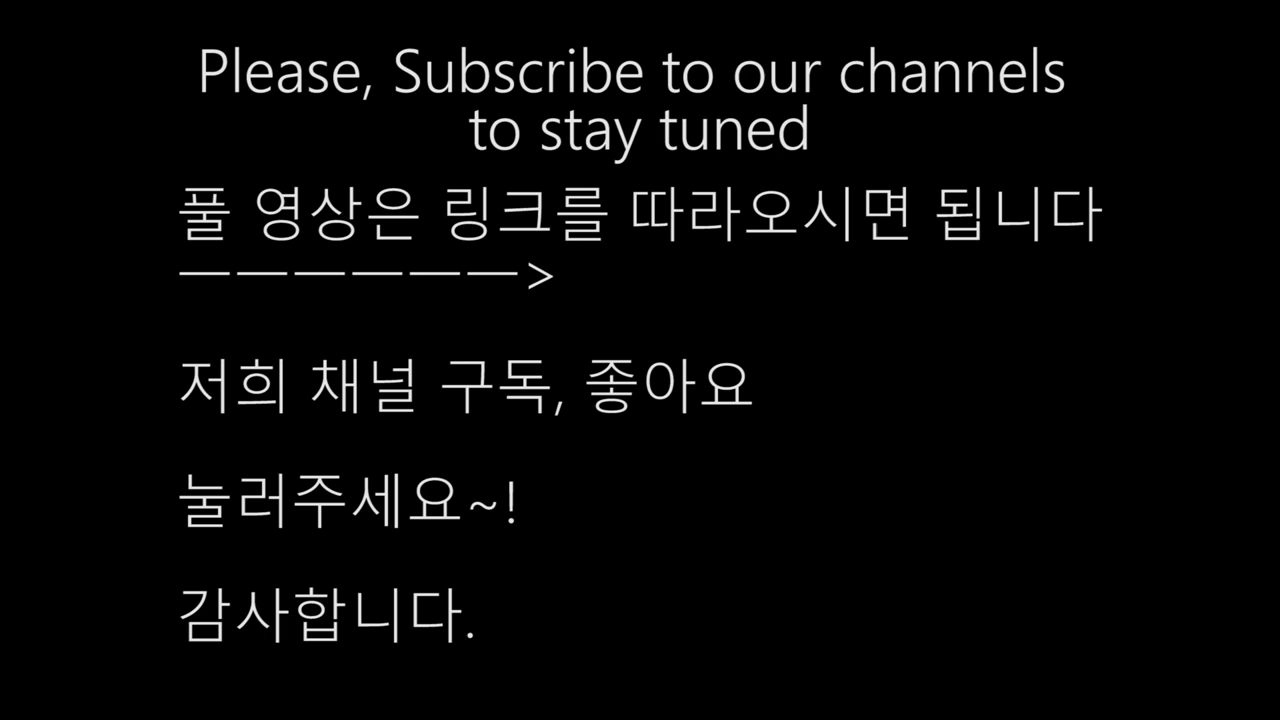 Please, Subscribe to our channels
to stay tuned
풀 영상은 링크를 따라오시면 됩니다
ㅡㅡㅡㅡㅡㅡ>
저희 채널 구독, 좋아요
눌러주세요~!
감사합니다.